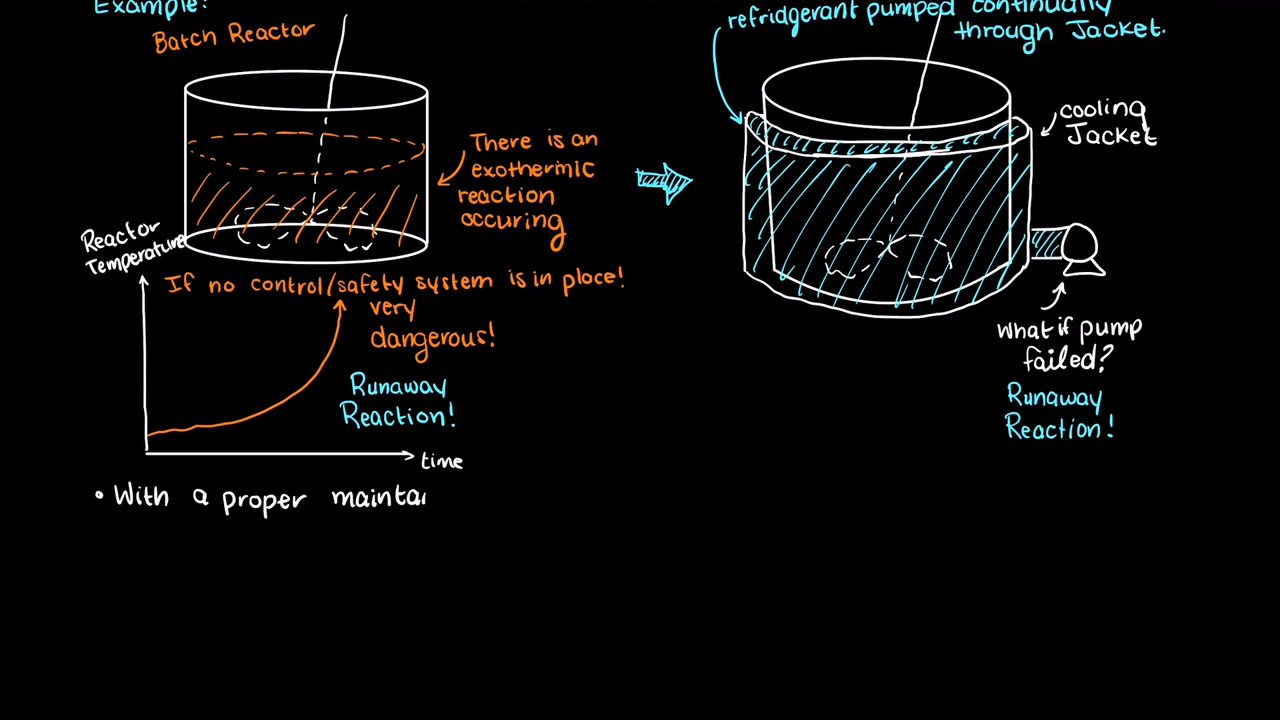 Example:
Batch Reactor
There is an
exothermic
reaction
occuring
Reactor
Temperature
If no control/safety system is in place!
very
dangerous!
Runaway
Reaction!
time
refridgerant pumped continually
through Jacket.
cooling
Jacket
What if pump
failed?
Runaway
Reaction!
• With a proper mainta